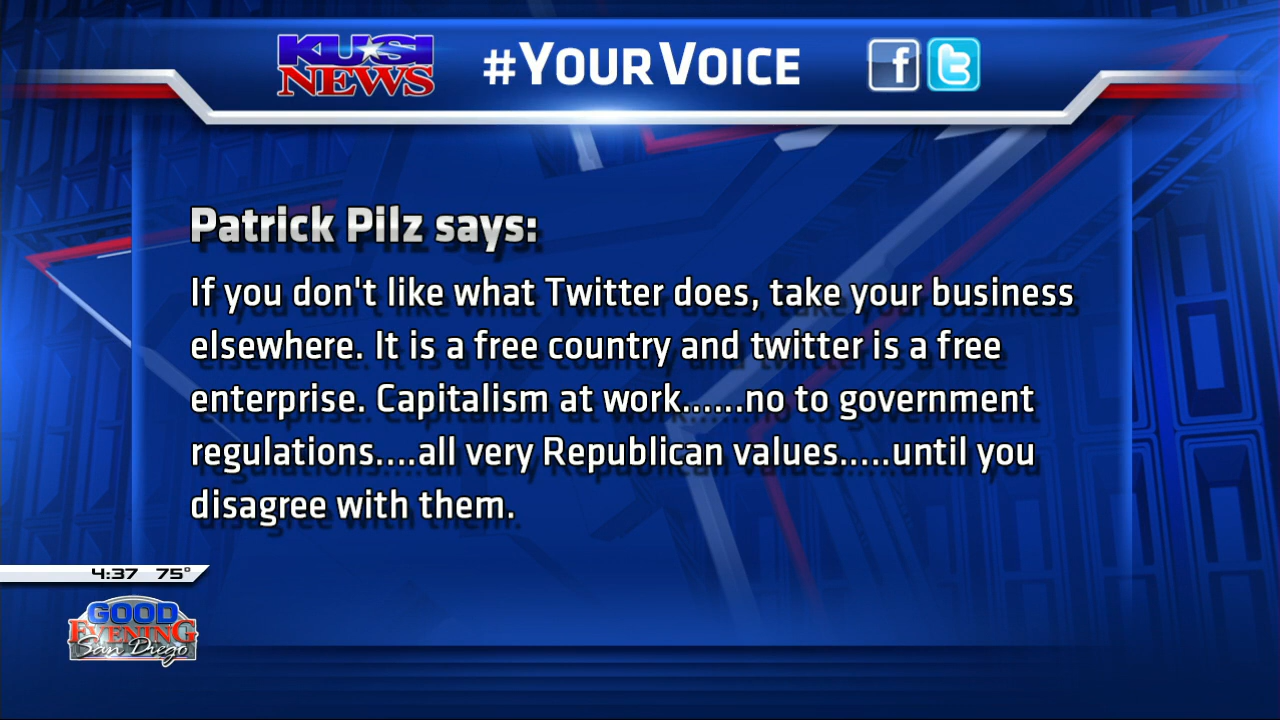 KUSI
NEWS
#YOURVOICE
f t
Patrick Pilz says:
If you don't like what Twitter does, take your business
elsewhere. It is a free country and twitter is a free
enterprise. Capitalism at work......no to government
regulations....all very Republican values.....until you
disagree with them.
4:37 75°
GOOD
EVENING
San Diego